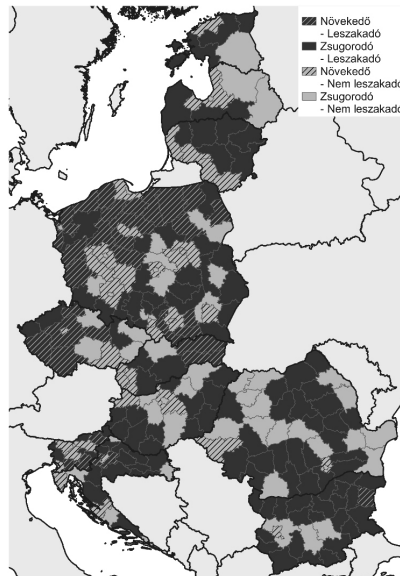 Növekedő
- Leszakadó
Zsugorodó
- Leszakadó
Növekedő
- Nem leszakadó
Zsugorodó
- Nem leszakadó